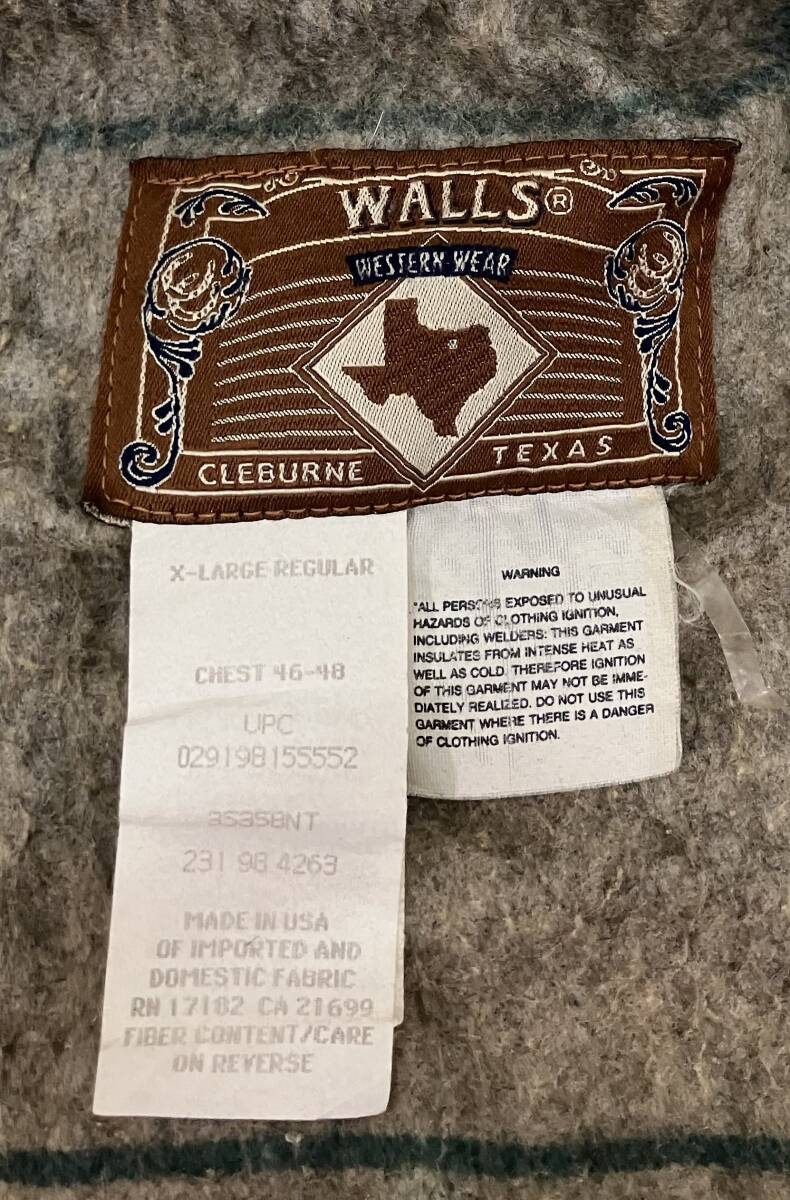 WALLS®
WESTERN·WEAR
CLEBURNE TEXAS
X-LARGE REGULAR
CHEST 46-48
UPC
029198155552
35358NT
231 98 4263
MADE IN USA
OF IMPORTED AND
DOMESTIC FABRIC
RN 17182 CA 21699
FIBER CONTENT/CARE
ON REVERSE
WARNING
"ALL PERSONS EXPOSED TO UNUSUAL
HAZARDS OF CLOTHING IGNITION,
INCLUDING WELDERS: THIS GARMENT
INSULATES FROM INTENSE HEAT AS
WELL AS COLD. THEREFORE IGNITION
OF THIS GARMENT MAY NOT BE IMME-
DIATELY REALIZED. DO NOT USE THIS
GARMENT WHERE THERE IS A DANGER
OF CLOTHING IGNITION.